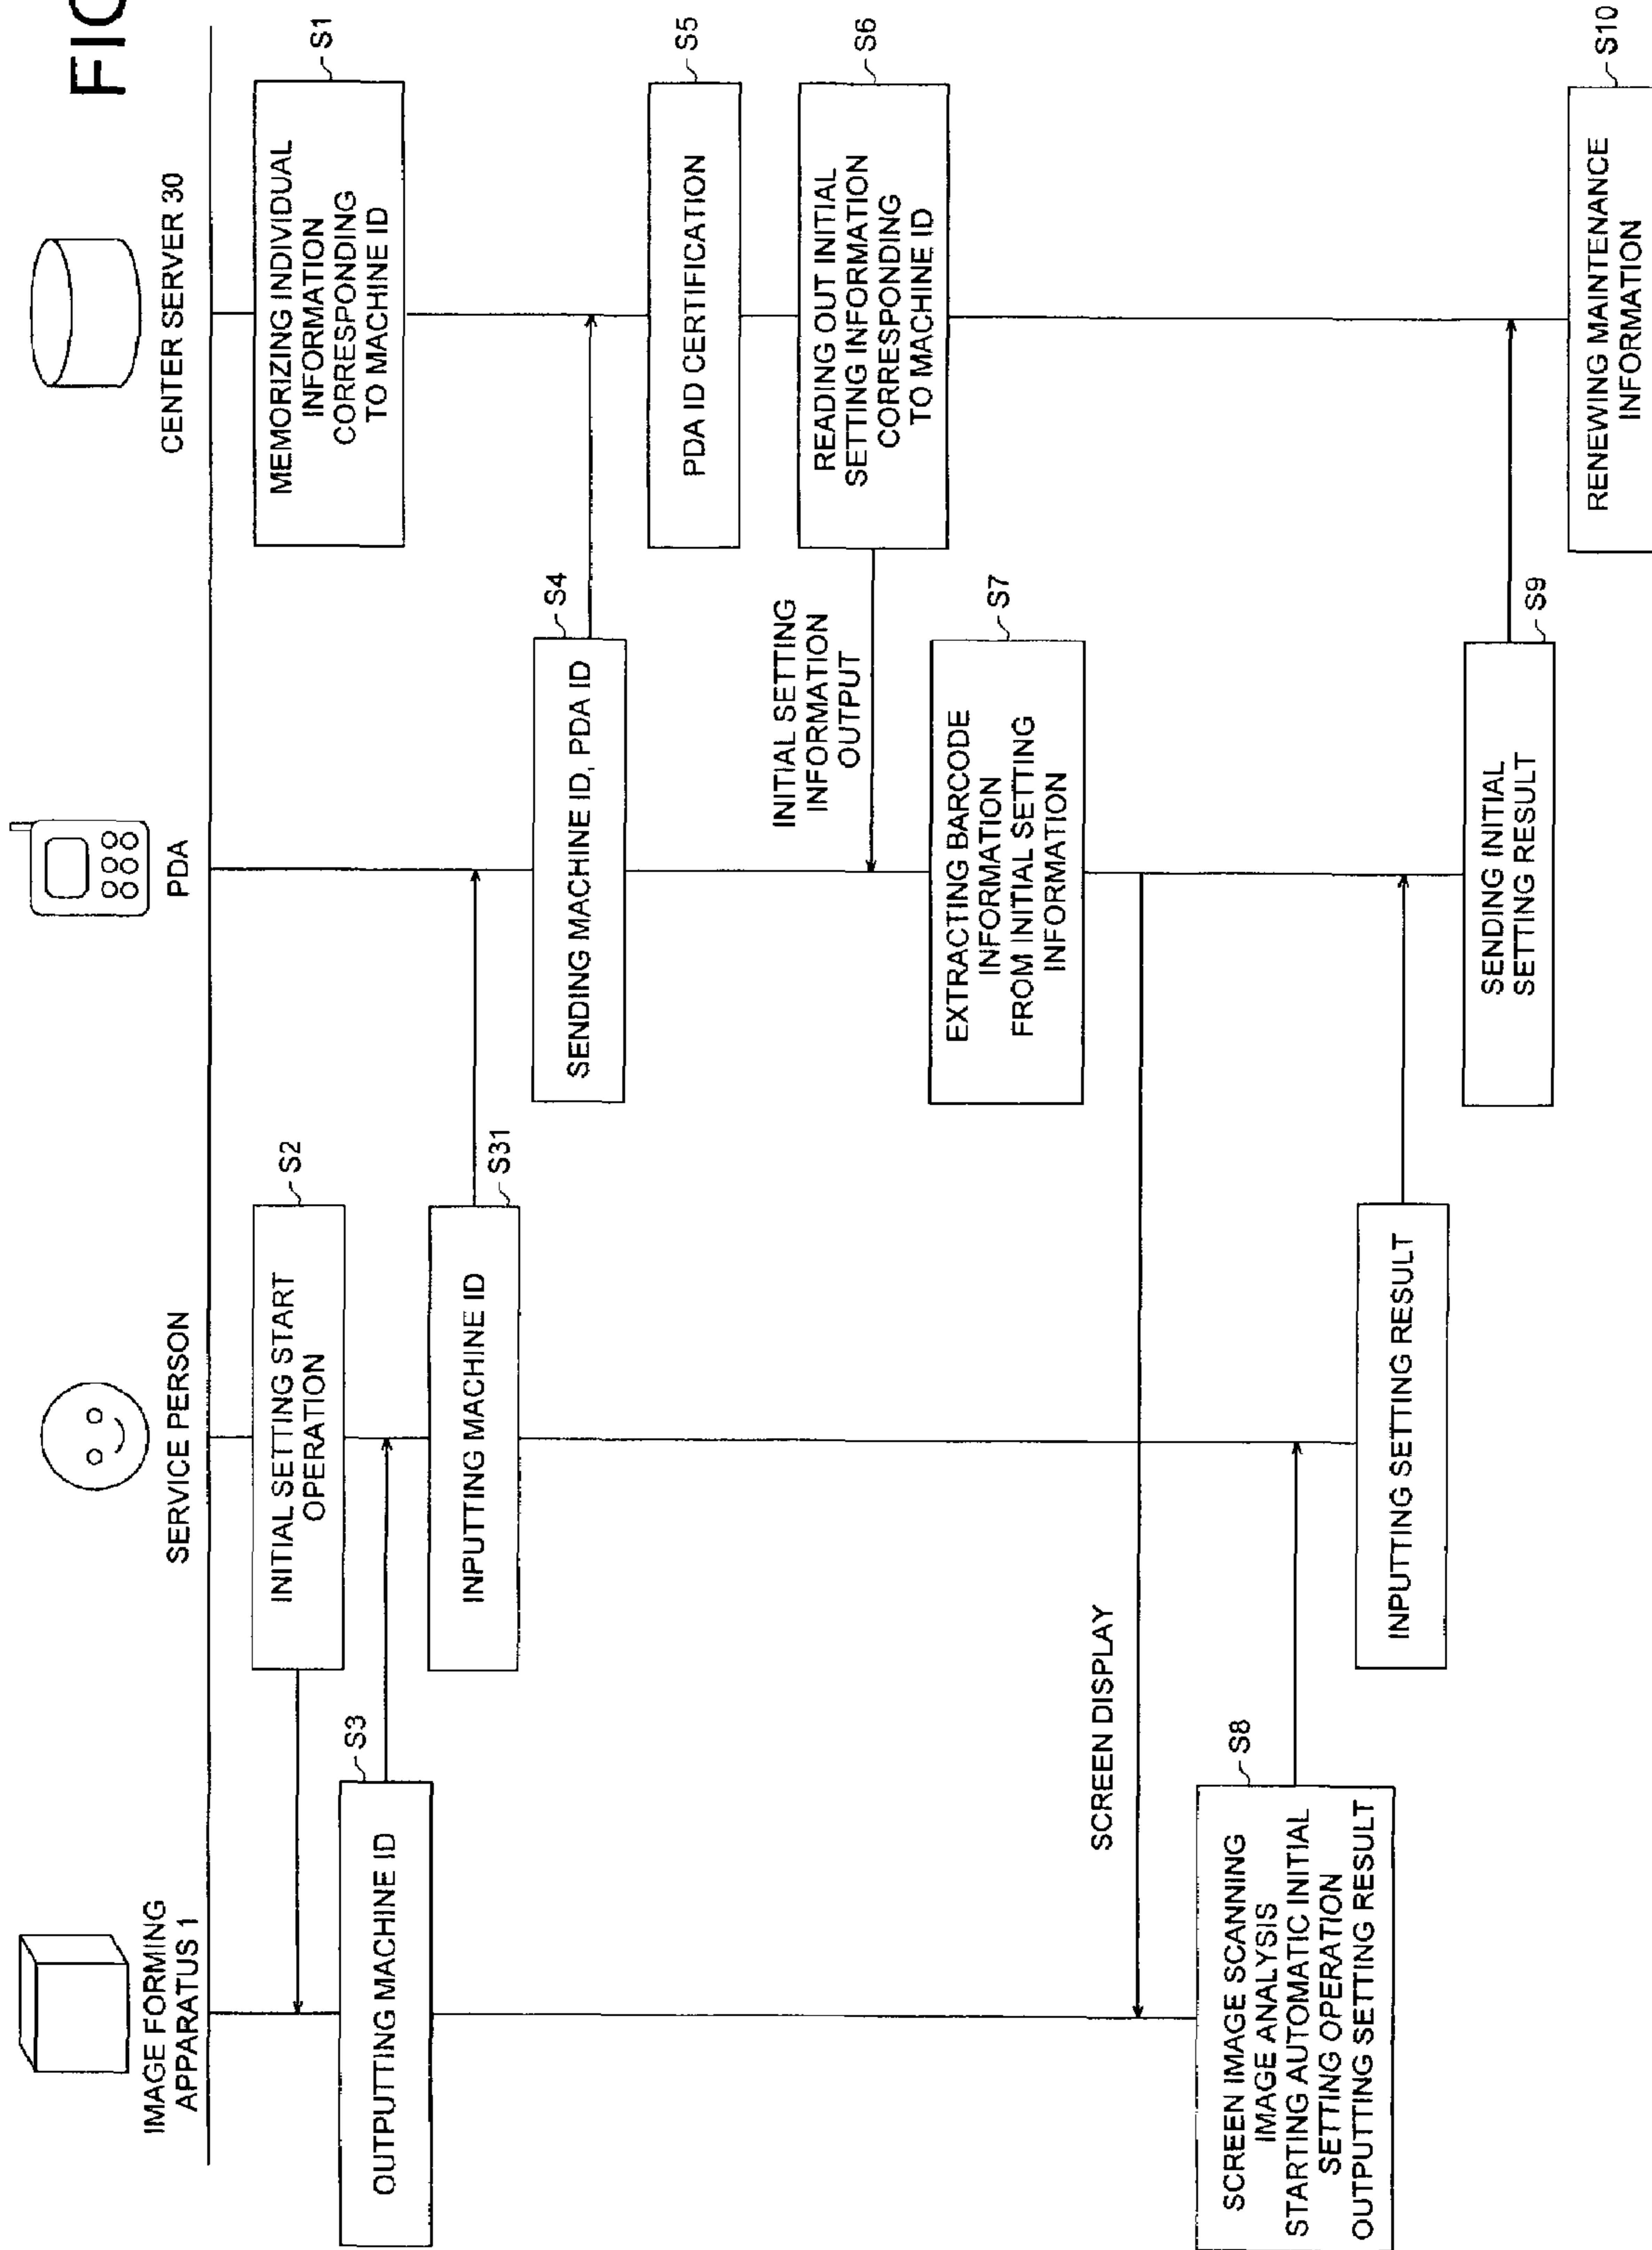 FIG
IMAGE FORMING
APPARATUS 1
SERVICE PERSON
PDA
CENTER SERVER 30
MEMORIZING INDIVIDUAL
INFORMATION
CORRESPONDING
TO MACHINE ID
S1
INITIAL SETTING START
OPERATION
S2
OUTPUTTING MACHINE ID
S3
INPUTTING MACHINE ID
S31
SENDING MACHINE ID, PDA ID
S4
PDA ID CERTIFICATION
S5
READING OUT INITIAL
SETTING INFORMATION
CORRESPONDING
TO MACHINE ID
S6
INITIAL SETTING
INFORMATION
OUTPUT
EXTRACTING BARCODE
INFORMATION
FROM INITIAL SETTING
INFORMATION
S7
SCREEN DISPLAY
SCREEN IMAGE SCANNING
IMAGE ANALYSIS
STARTING AUTOMATIC INITIAL
SETTING OPERATION
OUTPUTTING SETTING RESULT
S8
INPUTTING SETTING RESULT
SENDING INITIAL
SETTING RESULT
S9
RENEWING MAINTENANCE
INFORMATION
S10